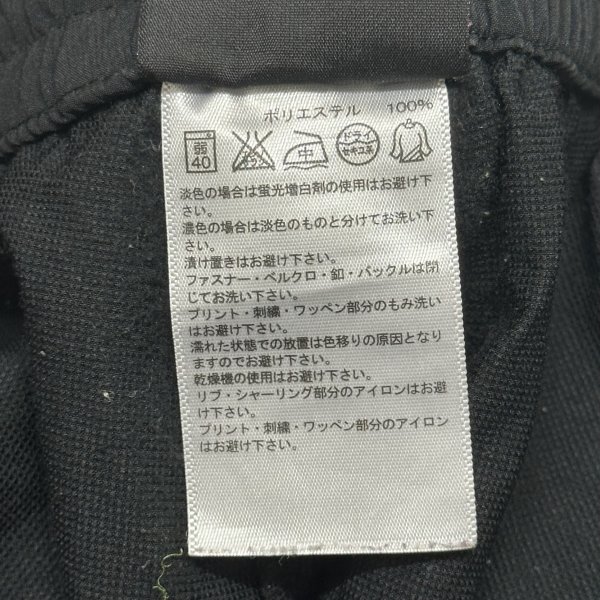 ポリエステル 100%
弱 40 エンソ サラシ 中 ドライ セキユ系
淡色の場合は蛍光増白剤の使用はお避け下
さい。
濃色の場合は淡色のものと分けてお洗い下
さい。
漬け置きはお避け下さい。
ファスナー・ベルクロ・釦・バックルは閉
じてお洗い下さい。
プリント・刺繍・ワッペン部分のもみ洗い
はお避け下さい。
濡れた状態での放置は色移りの原因となり
ますのでお避け下さい。
乾燥機の使用はお避け下さい。
リブ・シャーリング部分のアイロンはお避
け下さい。
プリント・刺繍・ワッペン部分のアイロン
はお避け下さい。